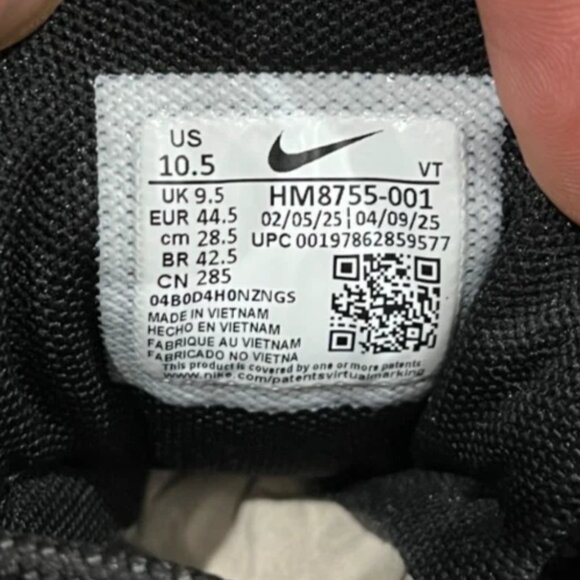 US
10.5
VT
UK 9.5
HM8755-001
EUR 44.5
02/05/25 | 04/09/25
cm 28.5
UPC 00197862859577
BR 42.5
CN 285
04B0D4H0NZNGS
MADE IN VIETNAM
HECHO EN VIETNAM
FABRIQUE AU VIETNAM
FABRICADO NO VIETNA
This product is covered by one or more patents
www.nike.com/patentsvirtualmarking